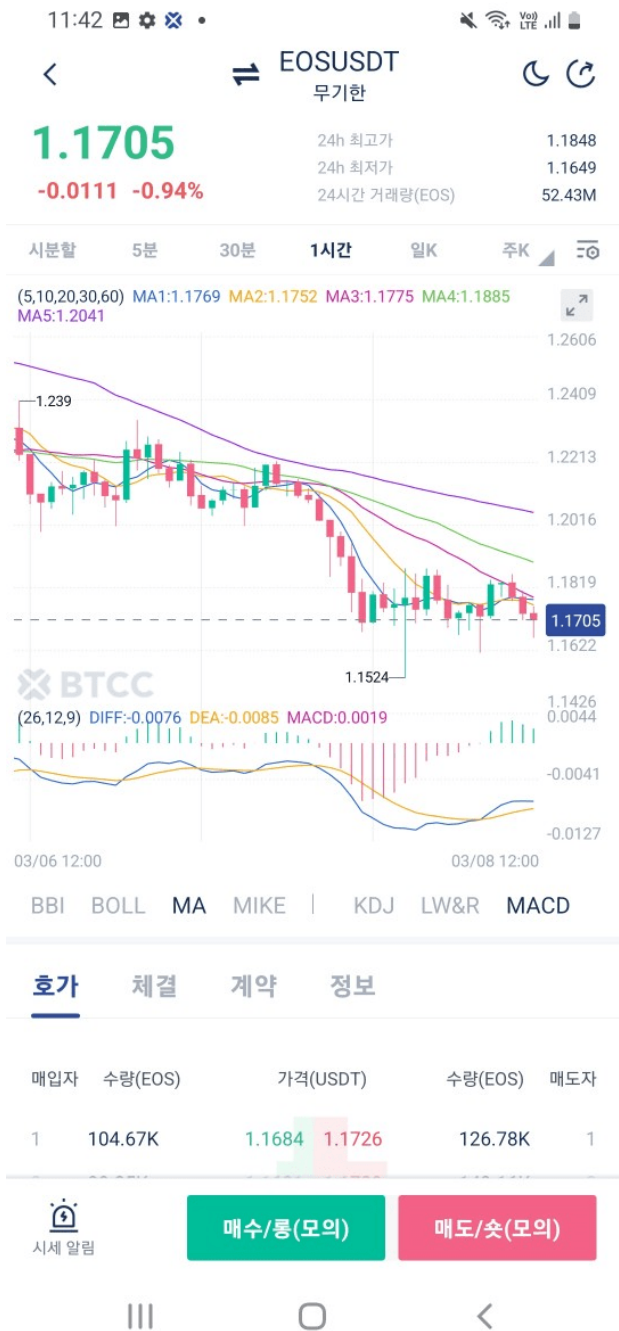 11:42
Vo)) LTE
EOSUSDT
무기한
1.1705
-0.0111 -0.94%
24h 최고가 1.1848
24h 최저가 1.1649
24시간 거래량(EOS) 52.43M
시분할 5분 30분 1시간 일K 주K
(5,10,20,30,60) MA1:1.1769 MA2:1.1752 MA3:1.1775 MA4:1.1885
MA5:1.2041
1.2606
1.2409
1.239
1.2213
1.2016
1.1819
1.1705
1.1622
1.1524
BTCC
1.1426
(26,12,9) DIFF:-0.0076 DEA:-0.0085 MACD:0.0019
0.0044
-0.0041
-0.0127
03/06 12:00 03/08 12:00
BBI BOLL MA MIKE | KDJ LW&R MACD
호가 체결 계약 정보
매입자 수량(EOS) 가격(USDT) 수량(EOS) 매도자
1 104.67K 1.1684 1.1726 126.78K 1
시세 알림
매수/롱(모의)
매도/숏(모의)